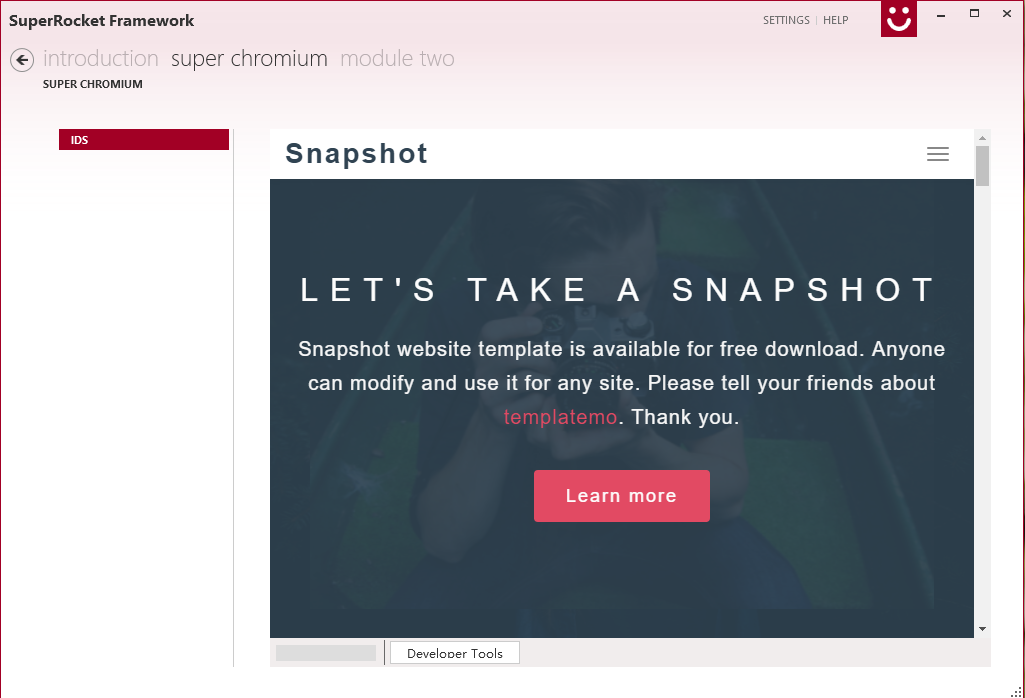 SuperRocket Framework
SETTINGS | HELP
introduction super chromium module two
SUPER CHROMIUM
IDS
Snapshot
LET'S TAKE A SNAPSHOT
Snapshot website template is available for free download. Anyone
can modify and use it for any site. Please tell your friends about
templatemo. Thank you.
Learn more
Developer Tools